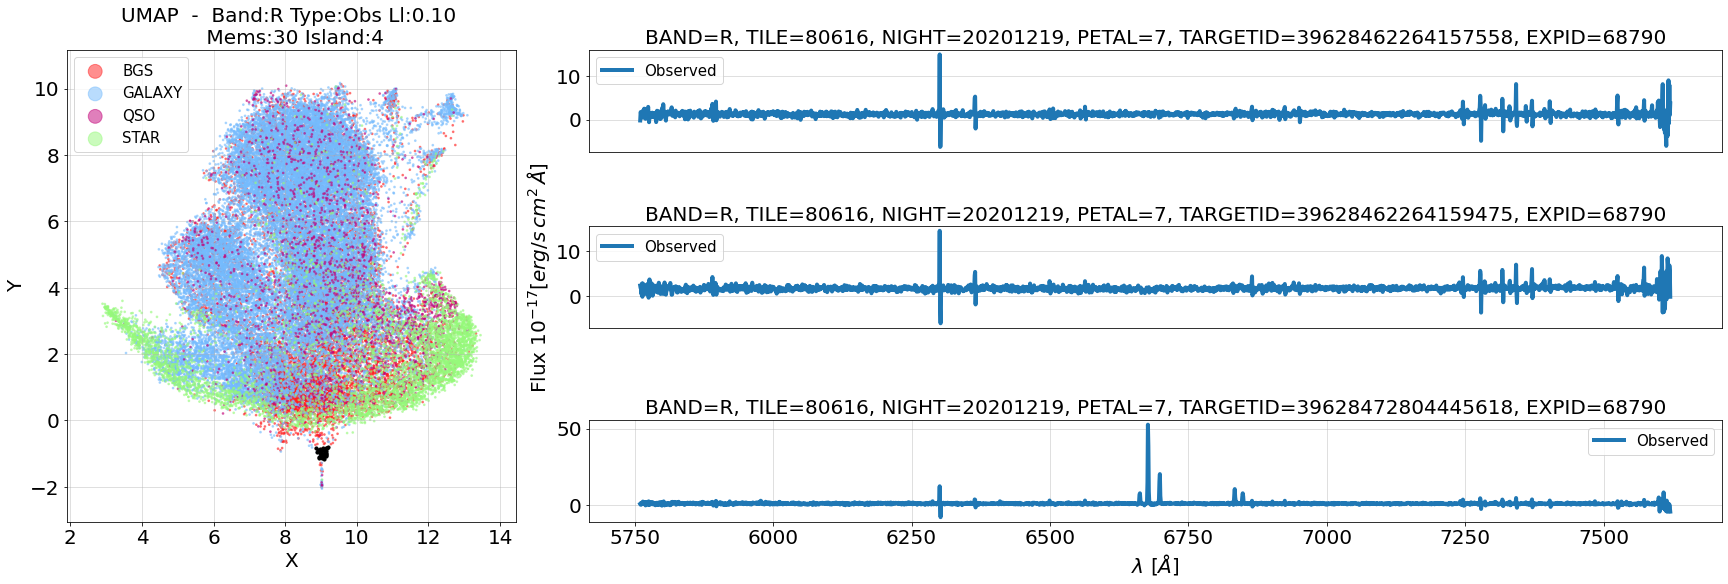 UMAP - Band:R Type:Obs Ll:0.10
Mems:30 Island:4
BGS
GALAXY
QSO
STAR
10
8
6
4
2
0
−2
Y
2
4
6
8
10
12
14
X
Flux 10⁻¹⁷[erg/s cm² Å]
BAND=R, TILE=80616, NIGHT=20201219, PETAL=7, TARGETID=39628462264157558, EXPID=68790
Observed
10
0
BAND=R, TILE=80616, NIGHT=20201219, PETAL=7, TARGETID=39628462264159475, EXPID=68790
Observed
10
0
BAND=R, TILE=80616, NIGHT=20201219, PETAL=7, TARGETID=39628472804445618, EXPID=68790
Observed
50
0
5750
6000
6250
6500
6750
7000
7250
7500
λ [Å]